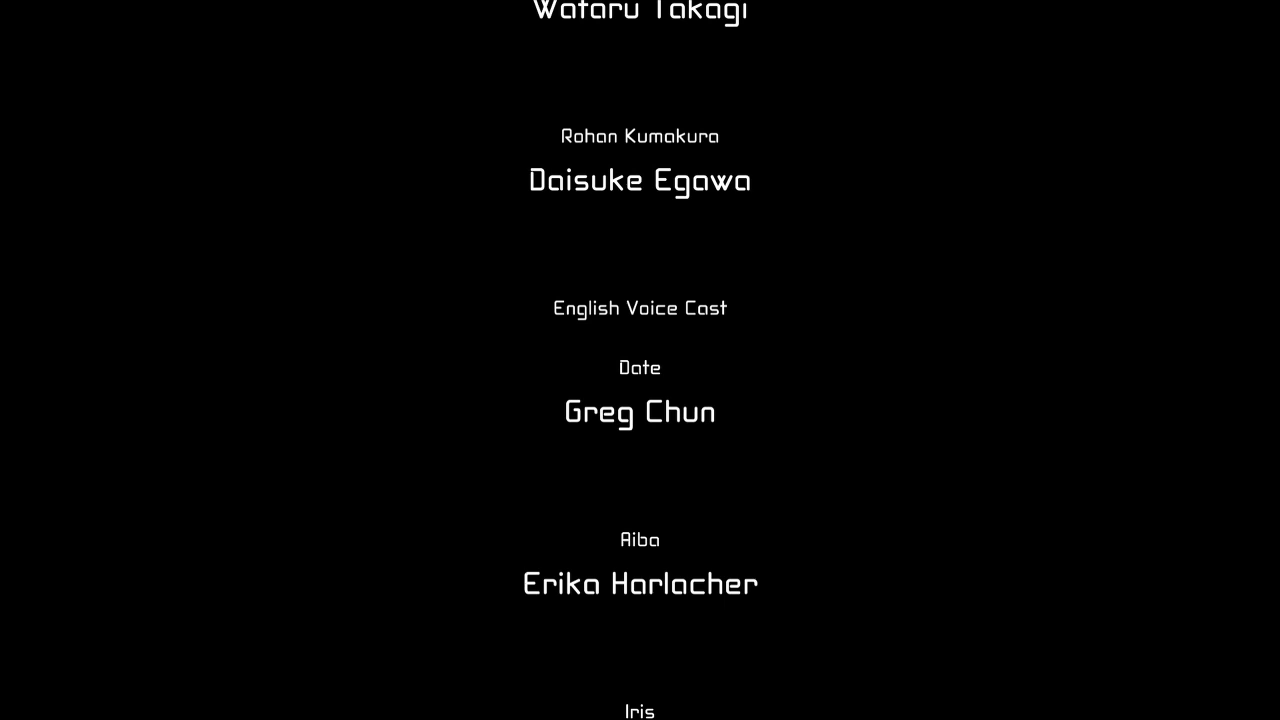 Wataru Takagi
Rohan Kumakura
Daisuke Egawa
English Voice Cast
Date
Greg Chun
Aiba
Erika Harlacher
Iris